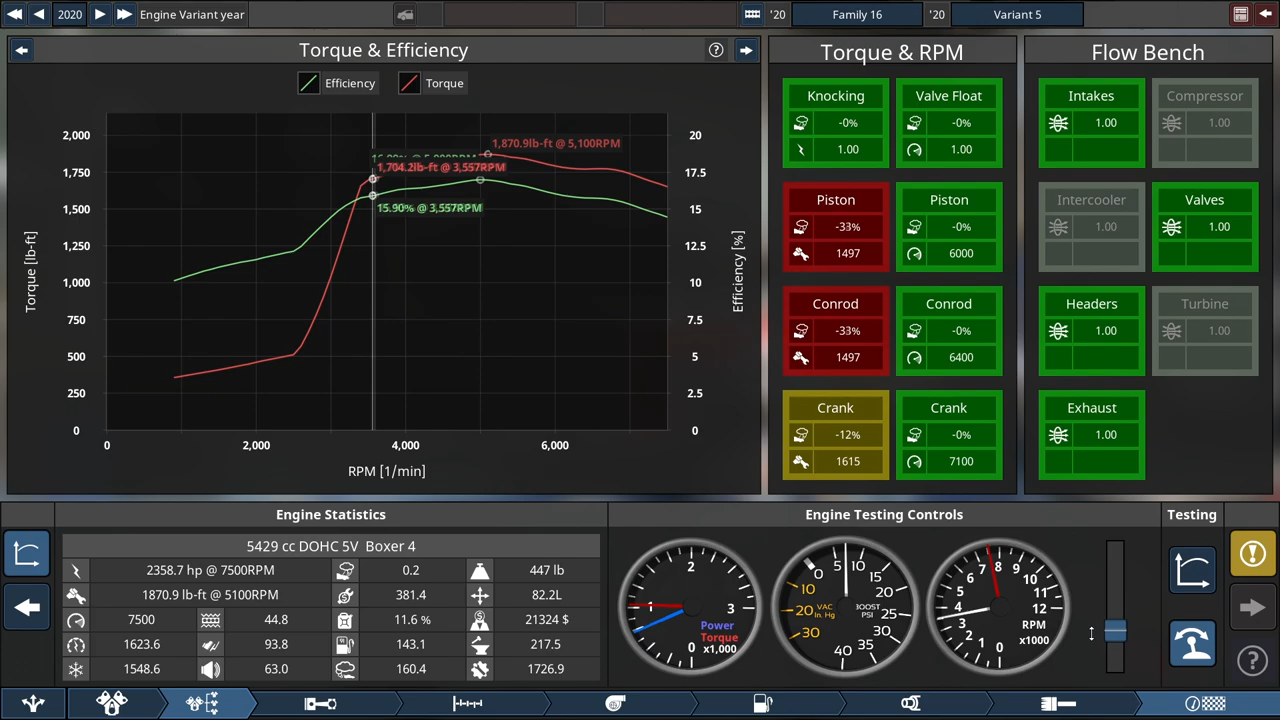 2020 Engine Variant year '20 Family 16 '20 Variant 5
Torque & Efficiency
?
Efficiency Torque
2,000
1,750
1,500
1,250
1,000
750
500
250
0
Torque [lb-ft]
1,870.9lb-ft @ 5,100RPM
1,704.2lb-ft @ 3,557RPM
15.90% @ 3,557RPM
20
17.5
15
12.5
10
7.5
5
2.5
0
Efficiency [%]
0 2,000 4,000 6,000
RPM [1/min]
Torque & RPM
Knocking
-0%
1.00
Valve Float
-0%
1.00
Piston
-33%
1497
Piston
-0%
6000
Conrod
-33%
1497
Conrod
-0%
6400
Crank
-12%
1615
Crank
-0%
7100
Flow Bench
Intakes
1.00
Compressor
1.00
Intercooler
1.00
Valves
1.00
Headers
1.00
Turbine
1.00
Exhaust
1.00
Engine Statistics
5429 cc DOHC 5V Boxer 4
2358.7 hp @ 7500RPM 0.2 447 lb
1870.9 lb-ft @ 5100RPM 381.4 82.2L
7500 44.8 11.6 % 21324 $
1623.6 93.8 143.1 217.5
1548.6 63.0 160.4 1726.9
Engine Testing Controls
0 1 2 3
Power
Torque
x1,000
30 20 10 0 5 10 15 20 25 30 35 40
VAC
In. Hg
BOOST
PSI
0 1 2 3 4 5 6 7 8 9 10 11 12
RPM
x1000
Testing
?